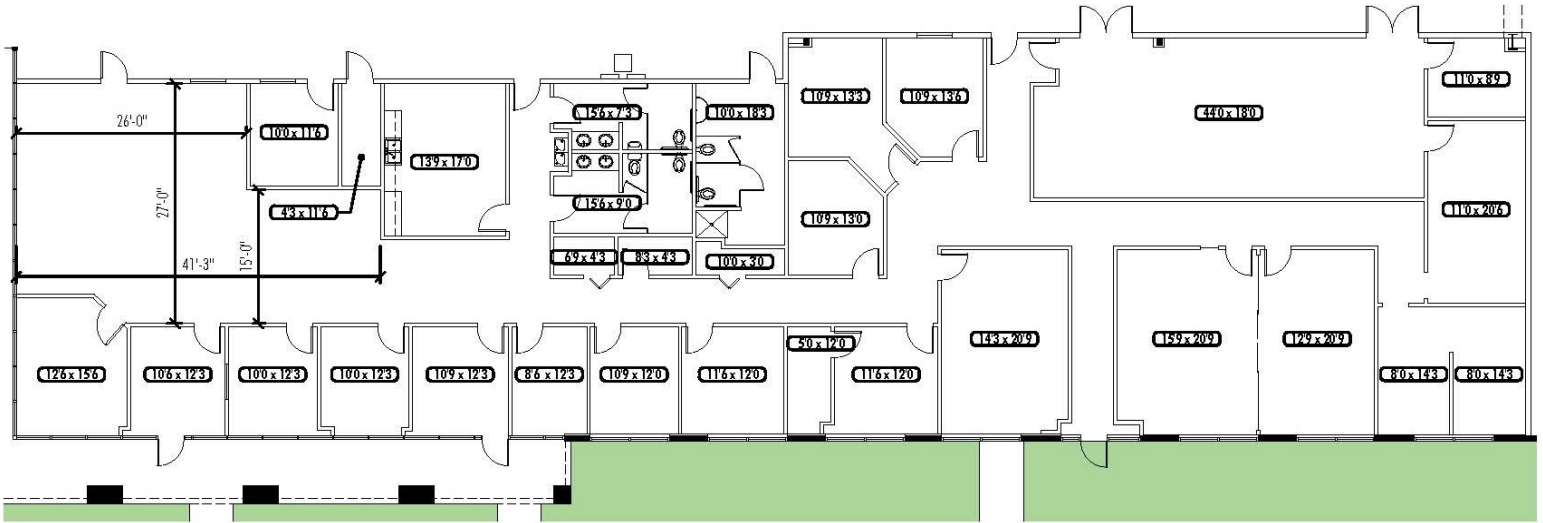 11'0 x 8'9
10'9 x 13'3
10'9 x 13'6
15'6 x 7'3
10'0 x 18'3
44'0 x 18'0
26'-0"
10'0 x 11'6
13'9 x 17'0
27'-0"
15'6 x 9'0
4'3 x 11'6
10'9 x 13'0
11'0 x 20'6
15'-0"
41'-3"
6'9 x 4'3
8'3 x 4'3
10'0 x 3'0
14'3 x 20'9
15'9 x 20'9
12'9 x 20'9
5'0 x 12'0
12'6 x 15'6
10'6 x 12'3
10'0 x 12'3
10'0 x 12'3
10'9 x 12'3
8'6 x 12'3
10'9 x 12'0
11'6 x 12'0
11'6 x 12'0
8'0 x 14'3
8'0 x 14'3